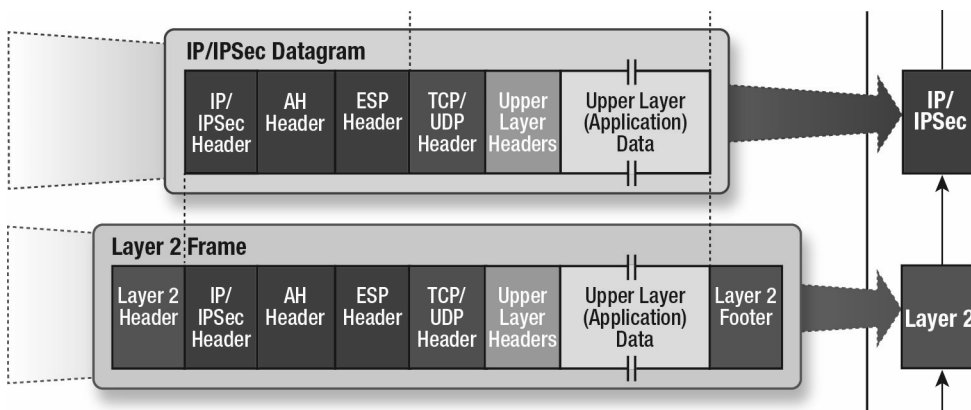 IP/IPSec Datagram
IP/
IPSec
Header
AH
Header
ESP
Header
TCP/
UDP
Header
Upper
Layer
Headers
Upper Layer
(Application)
Data
IP/
IPSec
Layer 2 Frame
Layer 2
Header
IP/
IPSec
Header
AH
Header
ESP
Header
TCP/
UDP
Header
Upper
Layer
Headers
Upper Layer
(Application)
Data
Layer 2
Footer
Layer 2